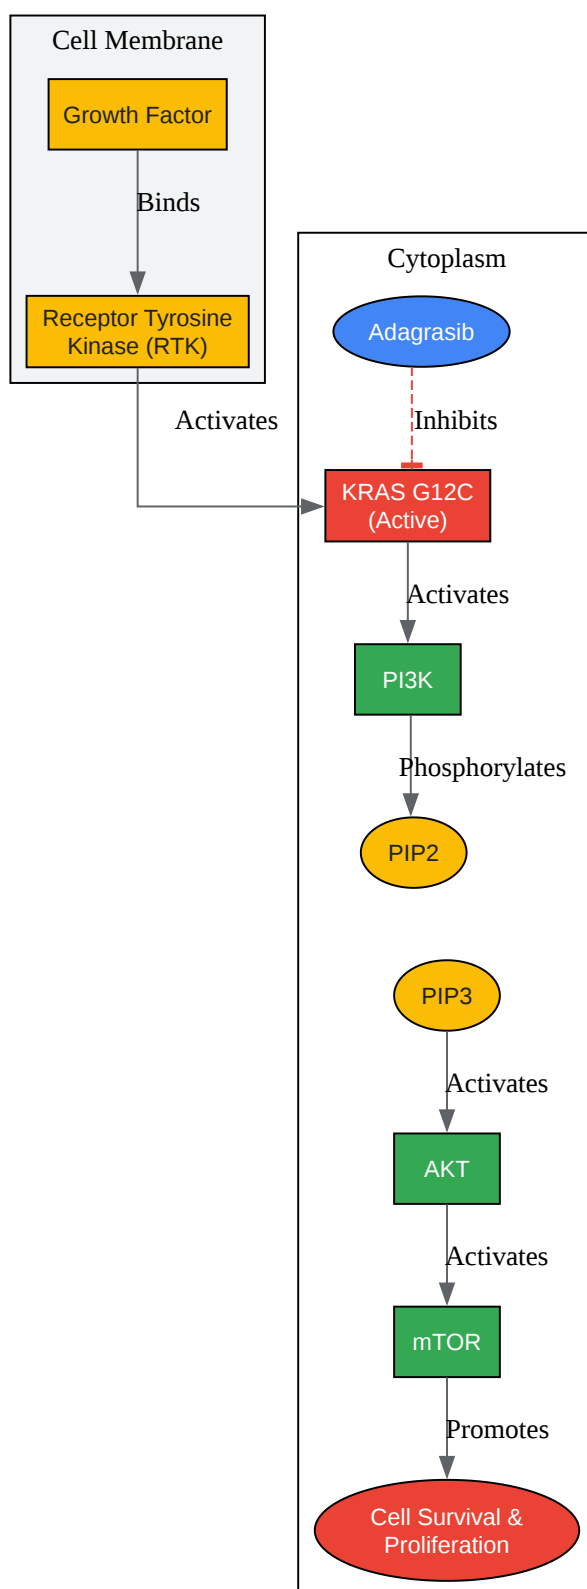 Cell Membrane
Growth Factor
Binds
Receptor Tyrosine
Kinase (RTK)
Activates
Cytoplasm
Adagrasib
Inhibits
KRAS G12C
(Active)
Activates
PI3K
Phosphorylates
PIP2
PIP3
Activates
AKT
Activates
mTOR
Promotes
Cell Survival &
Proliferation